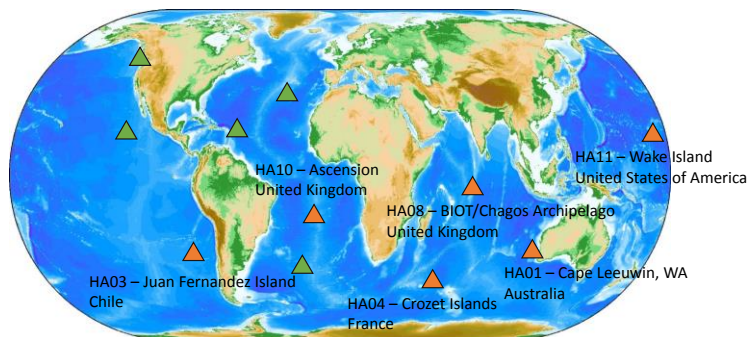 HA11 – Wake Island
United States of America
HA10 – Ascension
United Kingdom
HA08 – BIOT/Chagos Archipelago
United Kingdom
HA03 – Juan Fernandez Island
Chile
HA01 – Cape Leeuwin, WA
Australia
HA04 – Crozet Islands
France